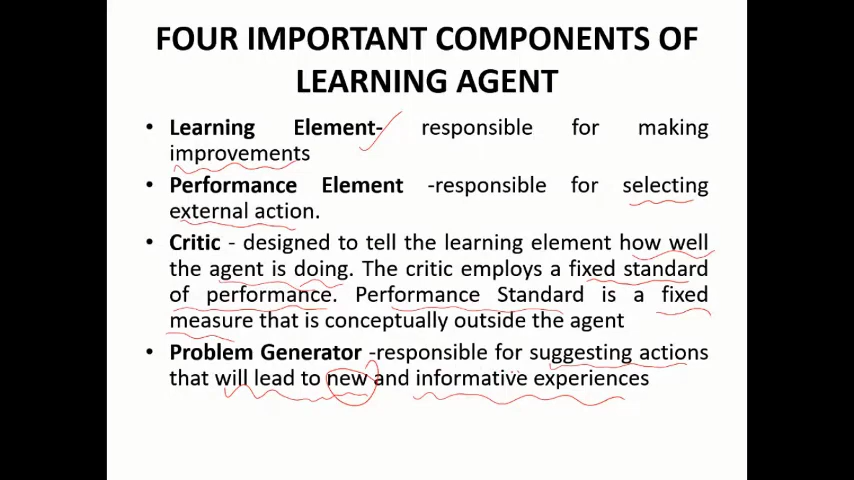 FOUR IMPORTANT COMPONENTS OF
LEARNING AGENT
• Learning Element- responsible for making
improvements
• Performance Element -responsible for selecting
external action.
• Critic - designed to tell the learning element how well
the agent is doing. The critic employs a fixed standard
of performance. Performance Standard is a fixed
measure that is conceptually outside the agent
• Problem Generator -responsible for suggesting actions
that will lead to new and informative experiences